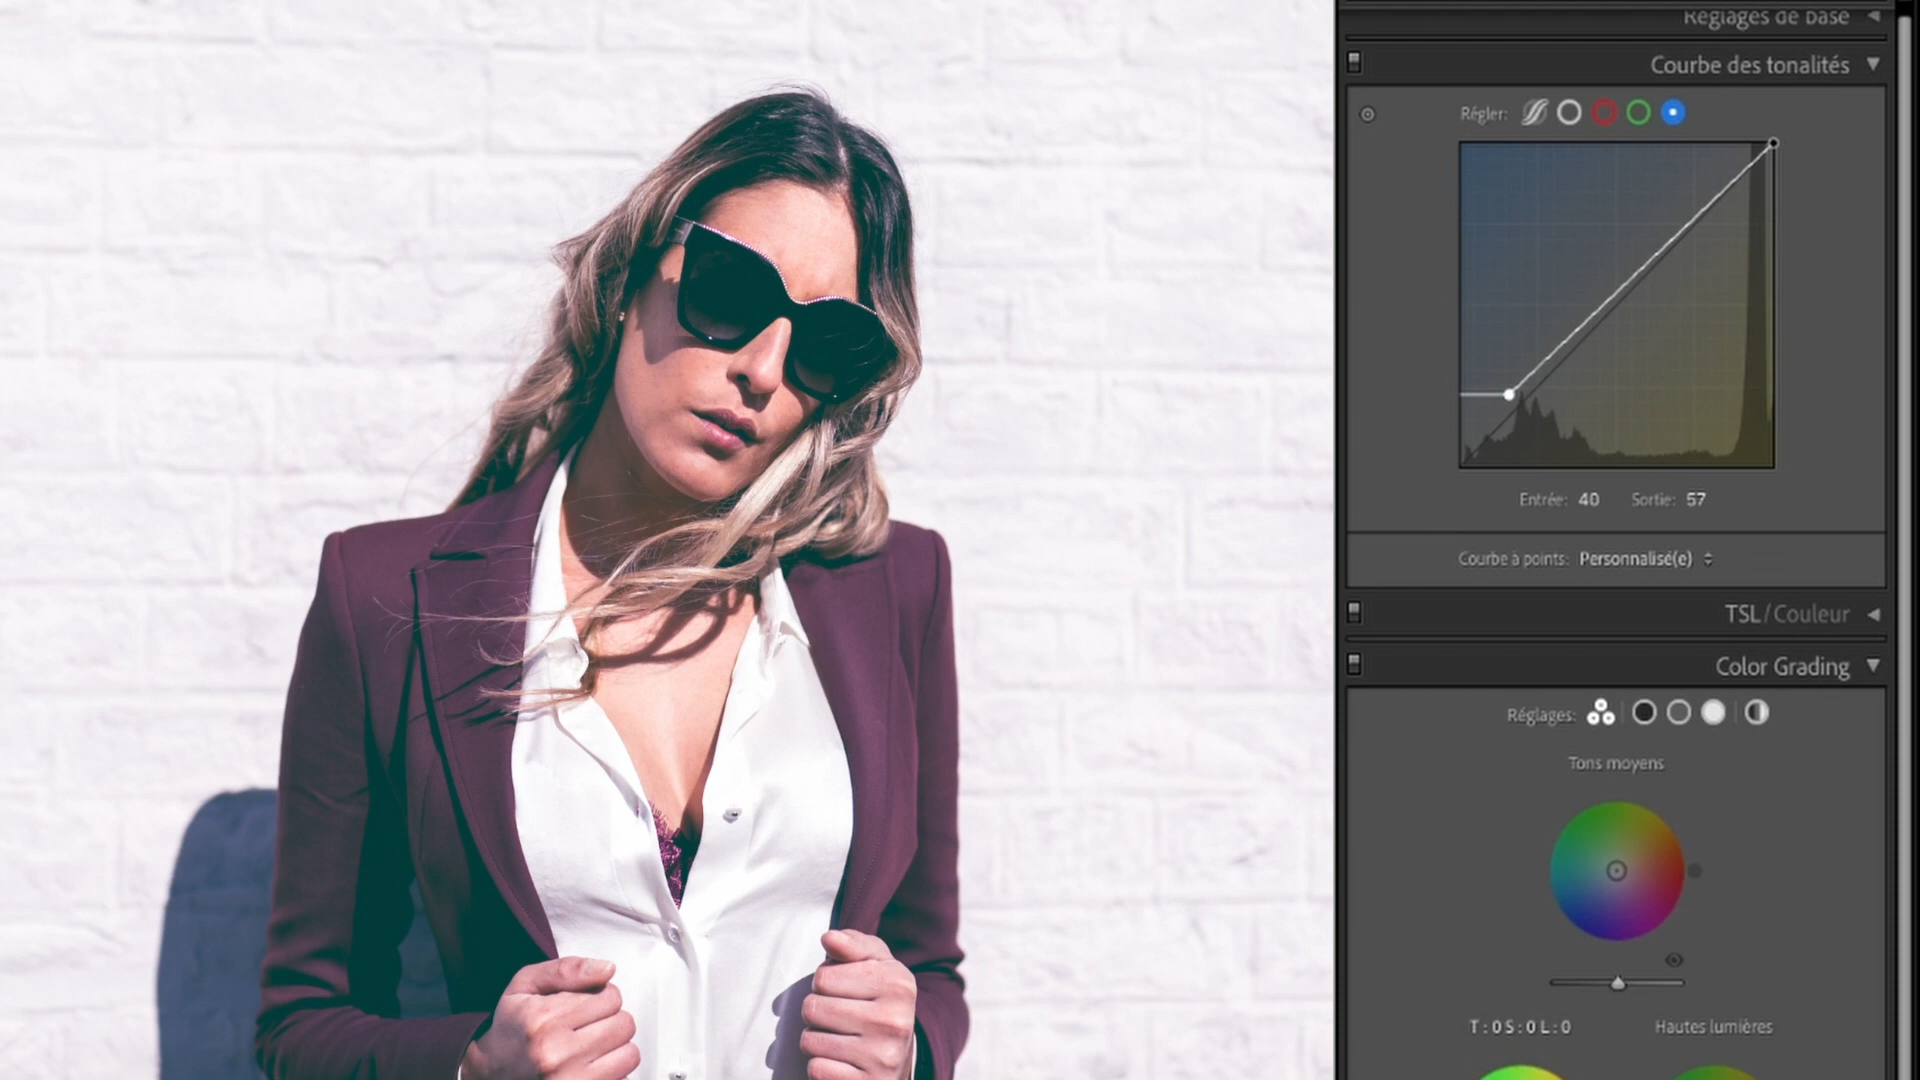 Réglages de base
Courbe des tonalités
Régler:
Entrée: 40 Sortie: 57
Courbe à points: Personnalisé(e)
TSL/Couleur
Color Grading
Réglages:
Tons moyens
T:0 S:0 L:0 Hautes lumières